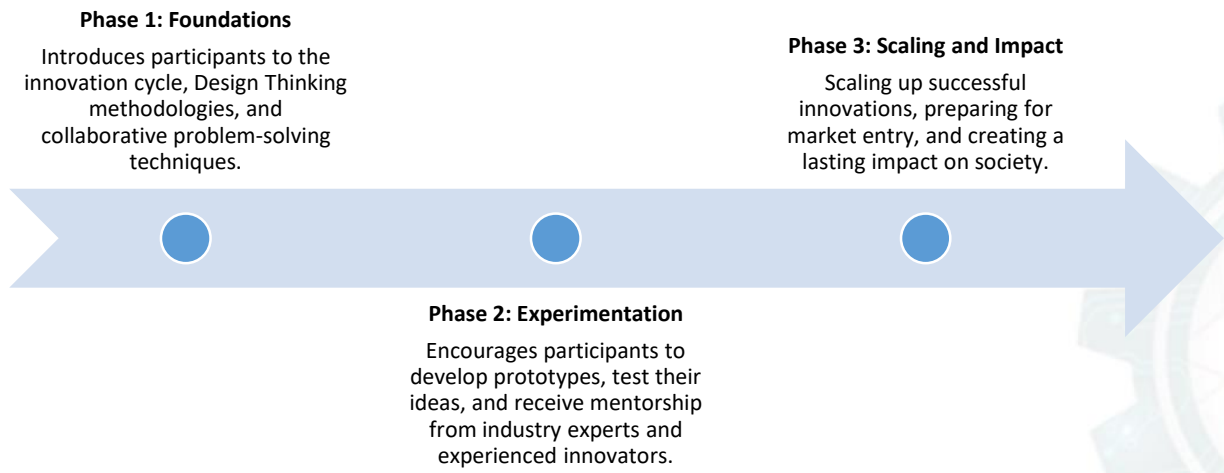 Phase 1: Foundations
Introduces participants to the
innovation cycle, Design Thinking
methodologies, and
collaborative problem-solving
techniques.
Phase 2: Experimentation
Encourages participants to
develop prototypes, test their
ideas, and receive mentorship
from industry experts and
experienced innovators.
Phase 3: Scaling and Impact
Scaling up successful
innovations, preparing for
market entry, and creating a
lasting impact on society.